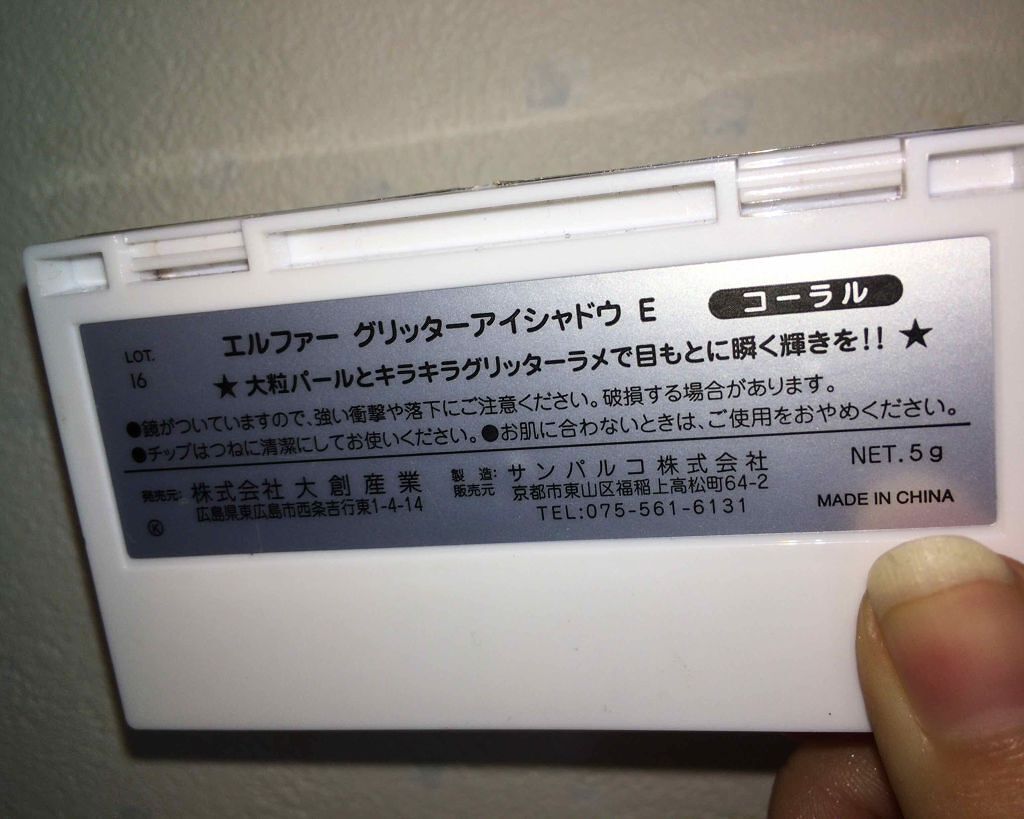 エルファー グリッターアイシャドウ E コーラル
LOT.
16
★大粒パールとキラキラグリッターラメで目もとに瞬く輝きを!!★
●鏡がついていますので、強い衝撃や落下にご注意ください。破損する場合があります。
●チップはつねに清潔にしてお使いください。●お肌に合わないときは、ご使用をおやめください。
発売元: 株式会社大創産業
広島県東広島市西条吉行東1-4-14
Ⓚ
製造: サンパルコ株式会社
販売元 京都市東山区福稲上高松町64-2
TEL:075-561-6131
NET.5g
MADE IN CHINA